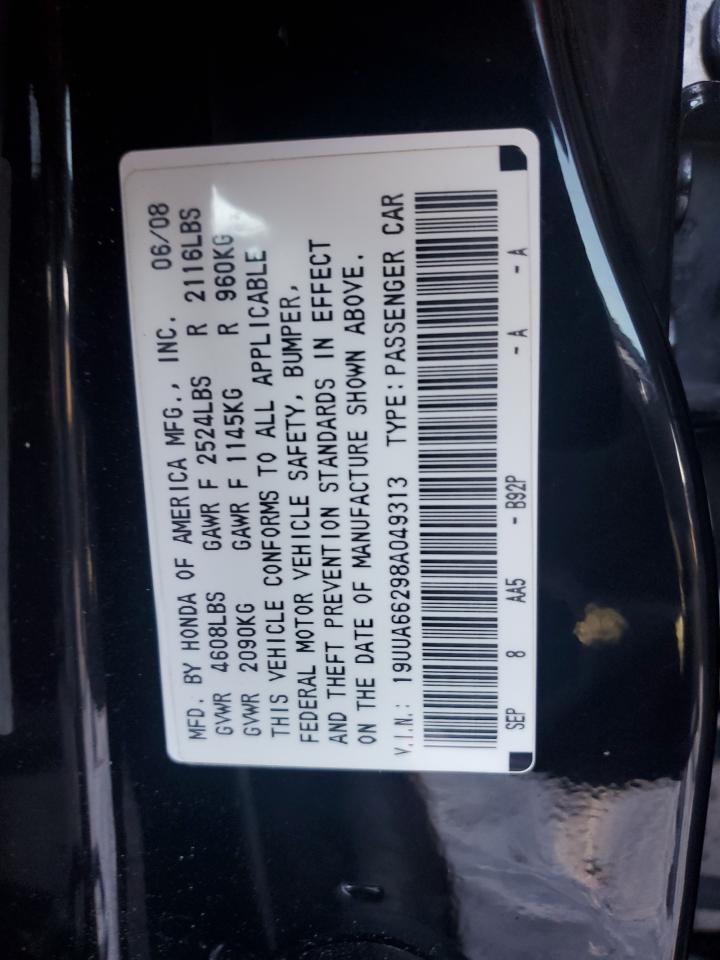 MFD. BY HONDA OF AMERICA MFG., INC. 06/08
GVWR 4608LBS GAWR F 2524LBS R 2116LBS
GVWR 2090KG GAWR F 1145KG R 960KG
THIS VEHICLE CONFORMS TO ALL APPLICABLE
FEDERAL MOTOR VEHICLE SAFETY, BUMPER,
AND THEFT PREVENTION STANDARDS IN EFFECT
ON THE DATE OF MANUFACTURE SHOWN ABOVE.
V.I.N.: 19UUA66298A049313 TYPE: PASSENGER CAR
SEP 8 AA5 - B92P - A - A